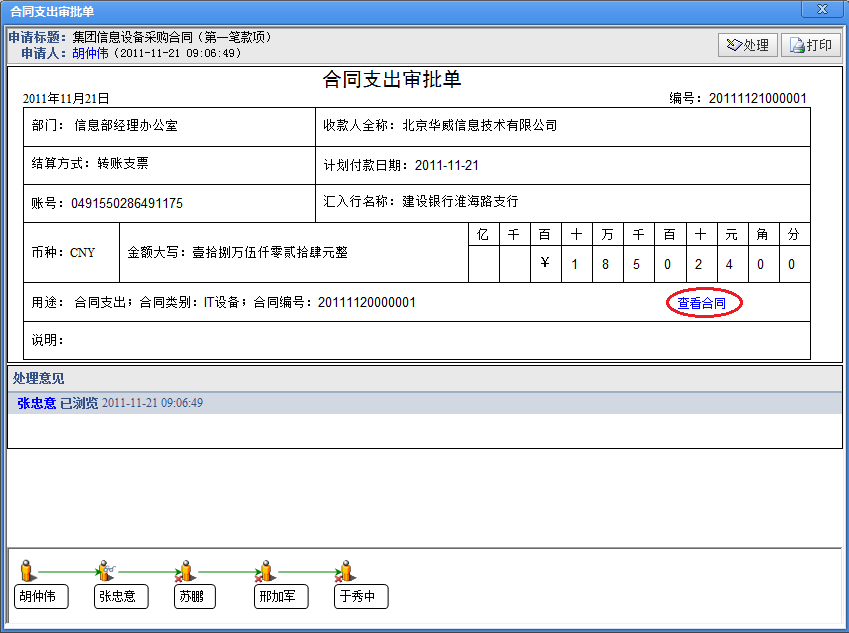 合同支出审批单
申请标题：集团信息设备采购合同（第一笔款项）
申请人：胡仲伟（2011-11-21 09:06:49）
处理 打印
合同支出审批单
2011年11月21日 编号：20111121000001
部门：信息部经理办公室 收款人全称：北京华威信息技术有限公司
结算方式：转账支票 计划付款日期：2011-11-21
账号：0491550286491175 汇入行名称：建设银行淮海路支行
币种：CNY 金额大写：壹拾捌万伍仟零贰拾肆元整
亿 千 百 十 万 千 百 十 元 角 分
¥ 1 8 5 0 2 4 0 0
用途：合同支出；合同类别：IT设备；合同编号：20111120000001 查看合同
说明：
处理意见
张忠意 已浏览 2011-11-21 09:06:49
胡仲伟 张忠意 苏鹏 邢加军 于秀中